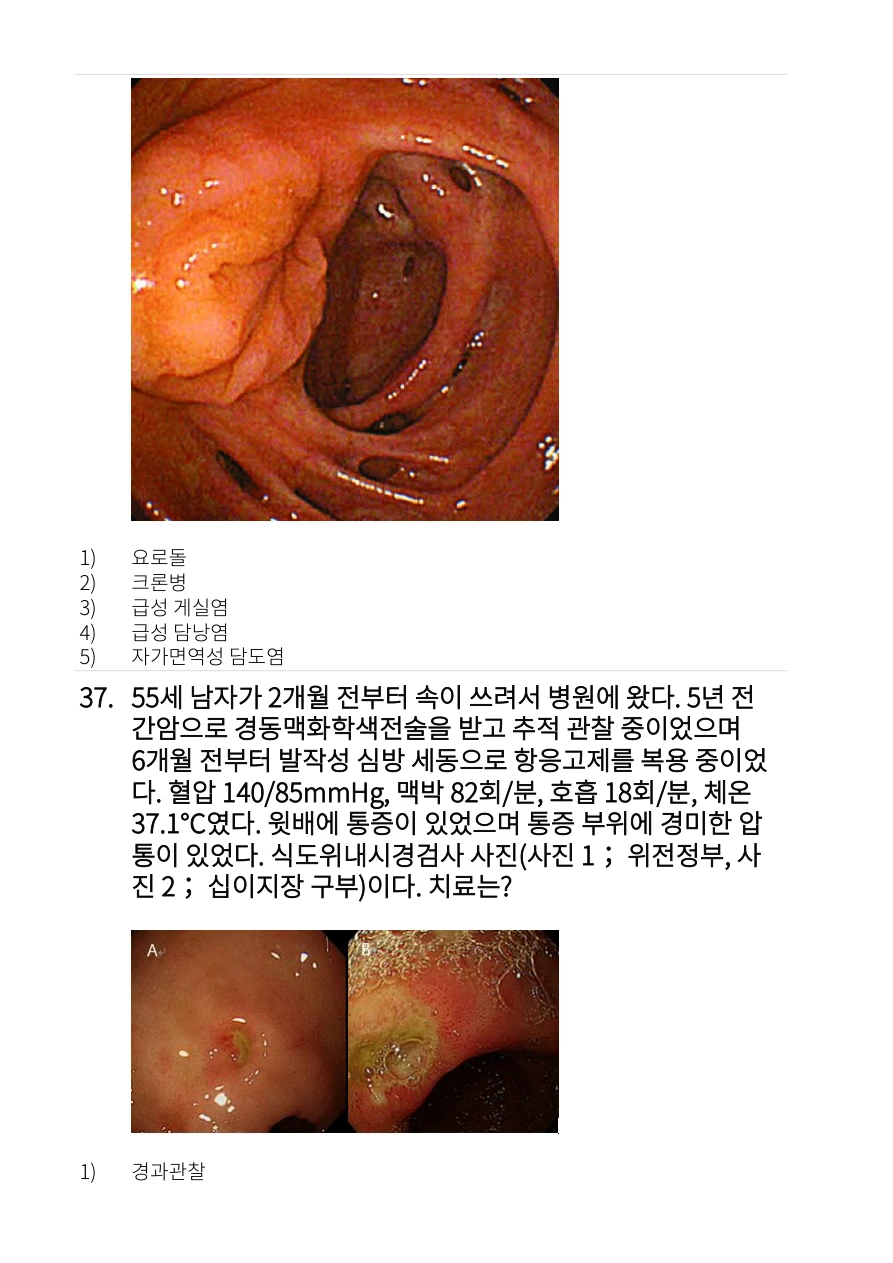 1) 요로돌
2) 크론병
3) 급성 게실염
4) 급성 담낭염
5) 자가면역성 담도염
37. 55세 남자가 2개월 전부터 속이 쓰려서 병원에 왔다. 5년 전
간암으로 경동맥화학색전술을 받고 추적 관찰 중이었으며
6개월 전부터 발작성 심방 세동으로 항응고제를 복용 중이었
다. 혈압 140/85mmHg, 맥박 82회/분, 호흡 18회/분, 체온
37.1℃였다. 윗배에 통증이 있었으며 통증 부위에 경미한 압
통이 있었다. 식도위내시경검사 사진(사진 1 ; 위전정부, 사
진 2 ; 십이지장 구부)이다. 치료는?
A B
1) 경과관찰